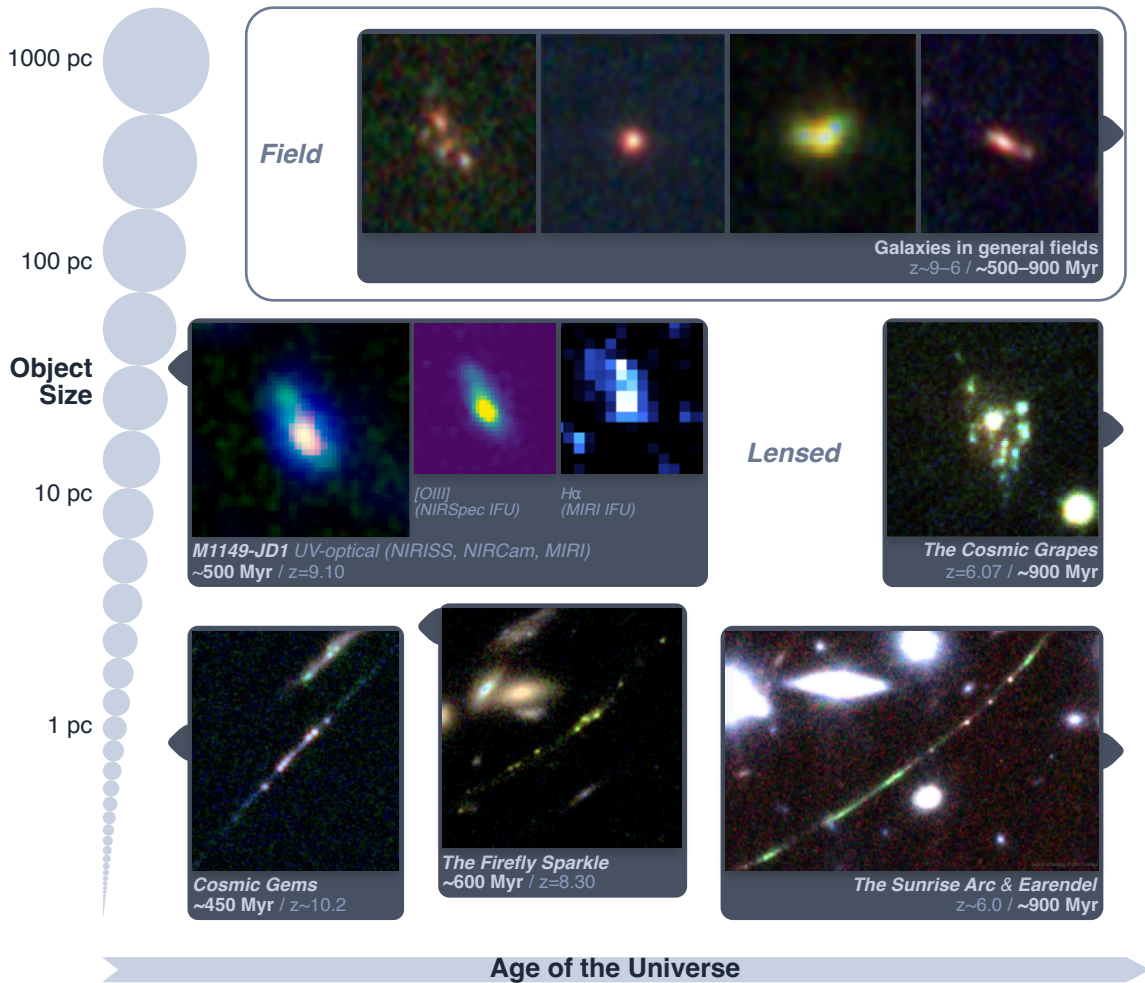 1000 pc
Field
Galaxies in general fields
z~9–6 / ~500–900 Myr
100 pc
Object
Size
10 pc
[OIII]
(NIRSpec IFU)
Hα
(MIRI IFU)
M1149-JD1 UV-optical (NIRISS, NIRCam, MIRI)
~500 Myr / z=9.10
Lensed
The Cosmic Grapes
z=6.07 / ~900 Myr
1 pc
Cosmic Gems
~450 Myr / z~10.2
The Firefly Sparkle
~600 Myr / z=8.30
The Sunrise Arc & Earendel
z~6.0 / ~900 Myr
Age of the Universe